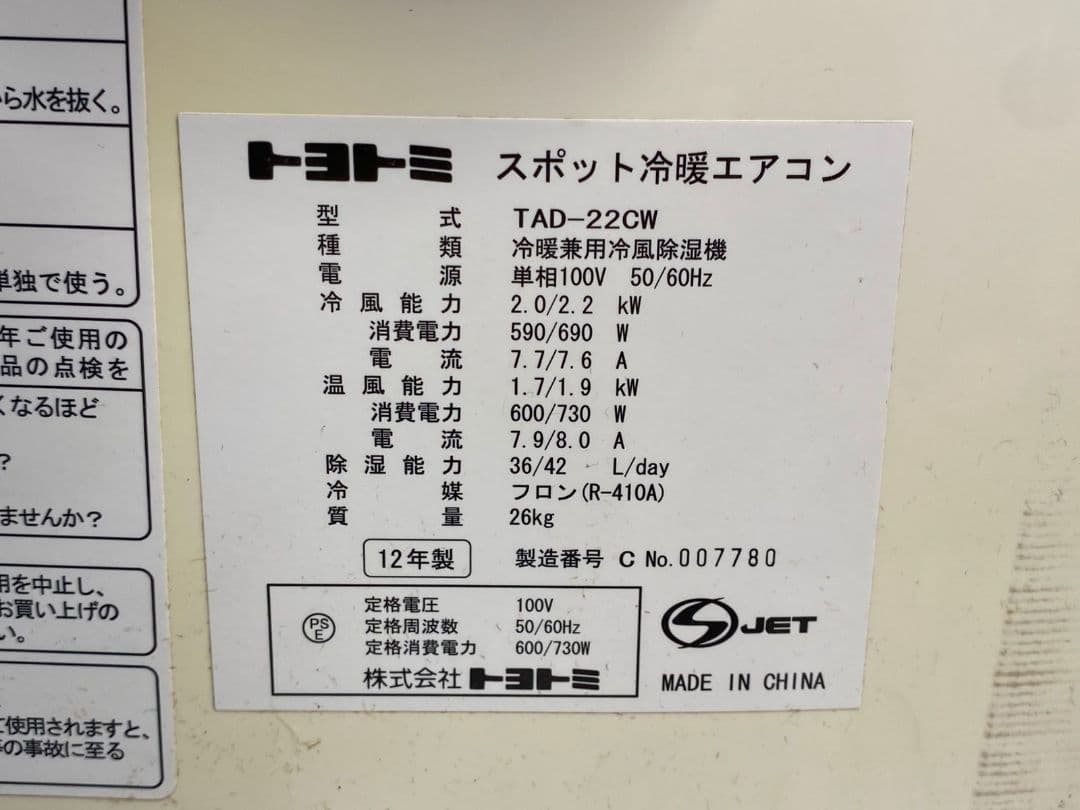 ら水を抜く。
単独で使う。
年ご使用の
品の点検を
くなるほど
?
ませんか?
用を中止し、
お買い上げの
い。
ご使用されますと、
等の事故に至る
トヨトミ スポット冷暖エアコン
型式 TAD-22CW
種類 冷暖兼用冷風除湿機
電源 単相100V 50/60Hz
冷風能力 2.0/2.2 kW
消費電力 590/690 W
電流 7.7/7.6 A
温風能力 1.7/1.9 kW
消費電力 600/730 W
電流 7.9/8.0 A
除湿能力 36/42 L/day
冷媒 フロン(R-410A)
質量 26kg
12年製 製造番号 C No.007780
PS
E
定格電圧 100V
定格周波数 50/60Hz
定格消費電力 600/730W
株式会社トヨトミ
JET
MADE IN CHINA